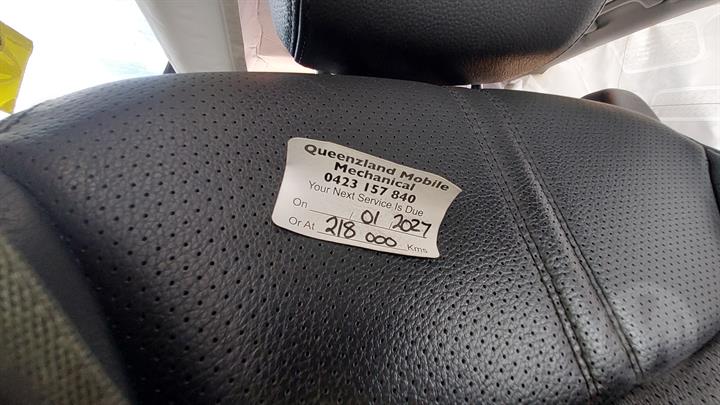 Queenzland Mobile
Mechanical
0423 157 840
Your Next Service Is Due
On / 01 / 2027
Or At 218 000 Kms